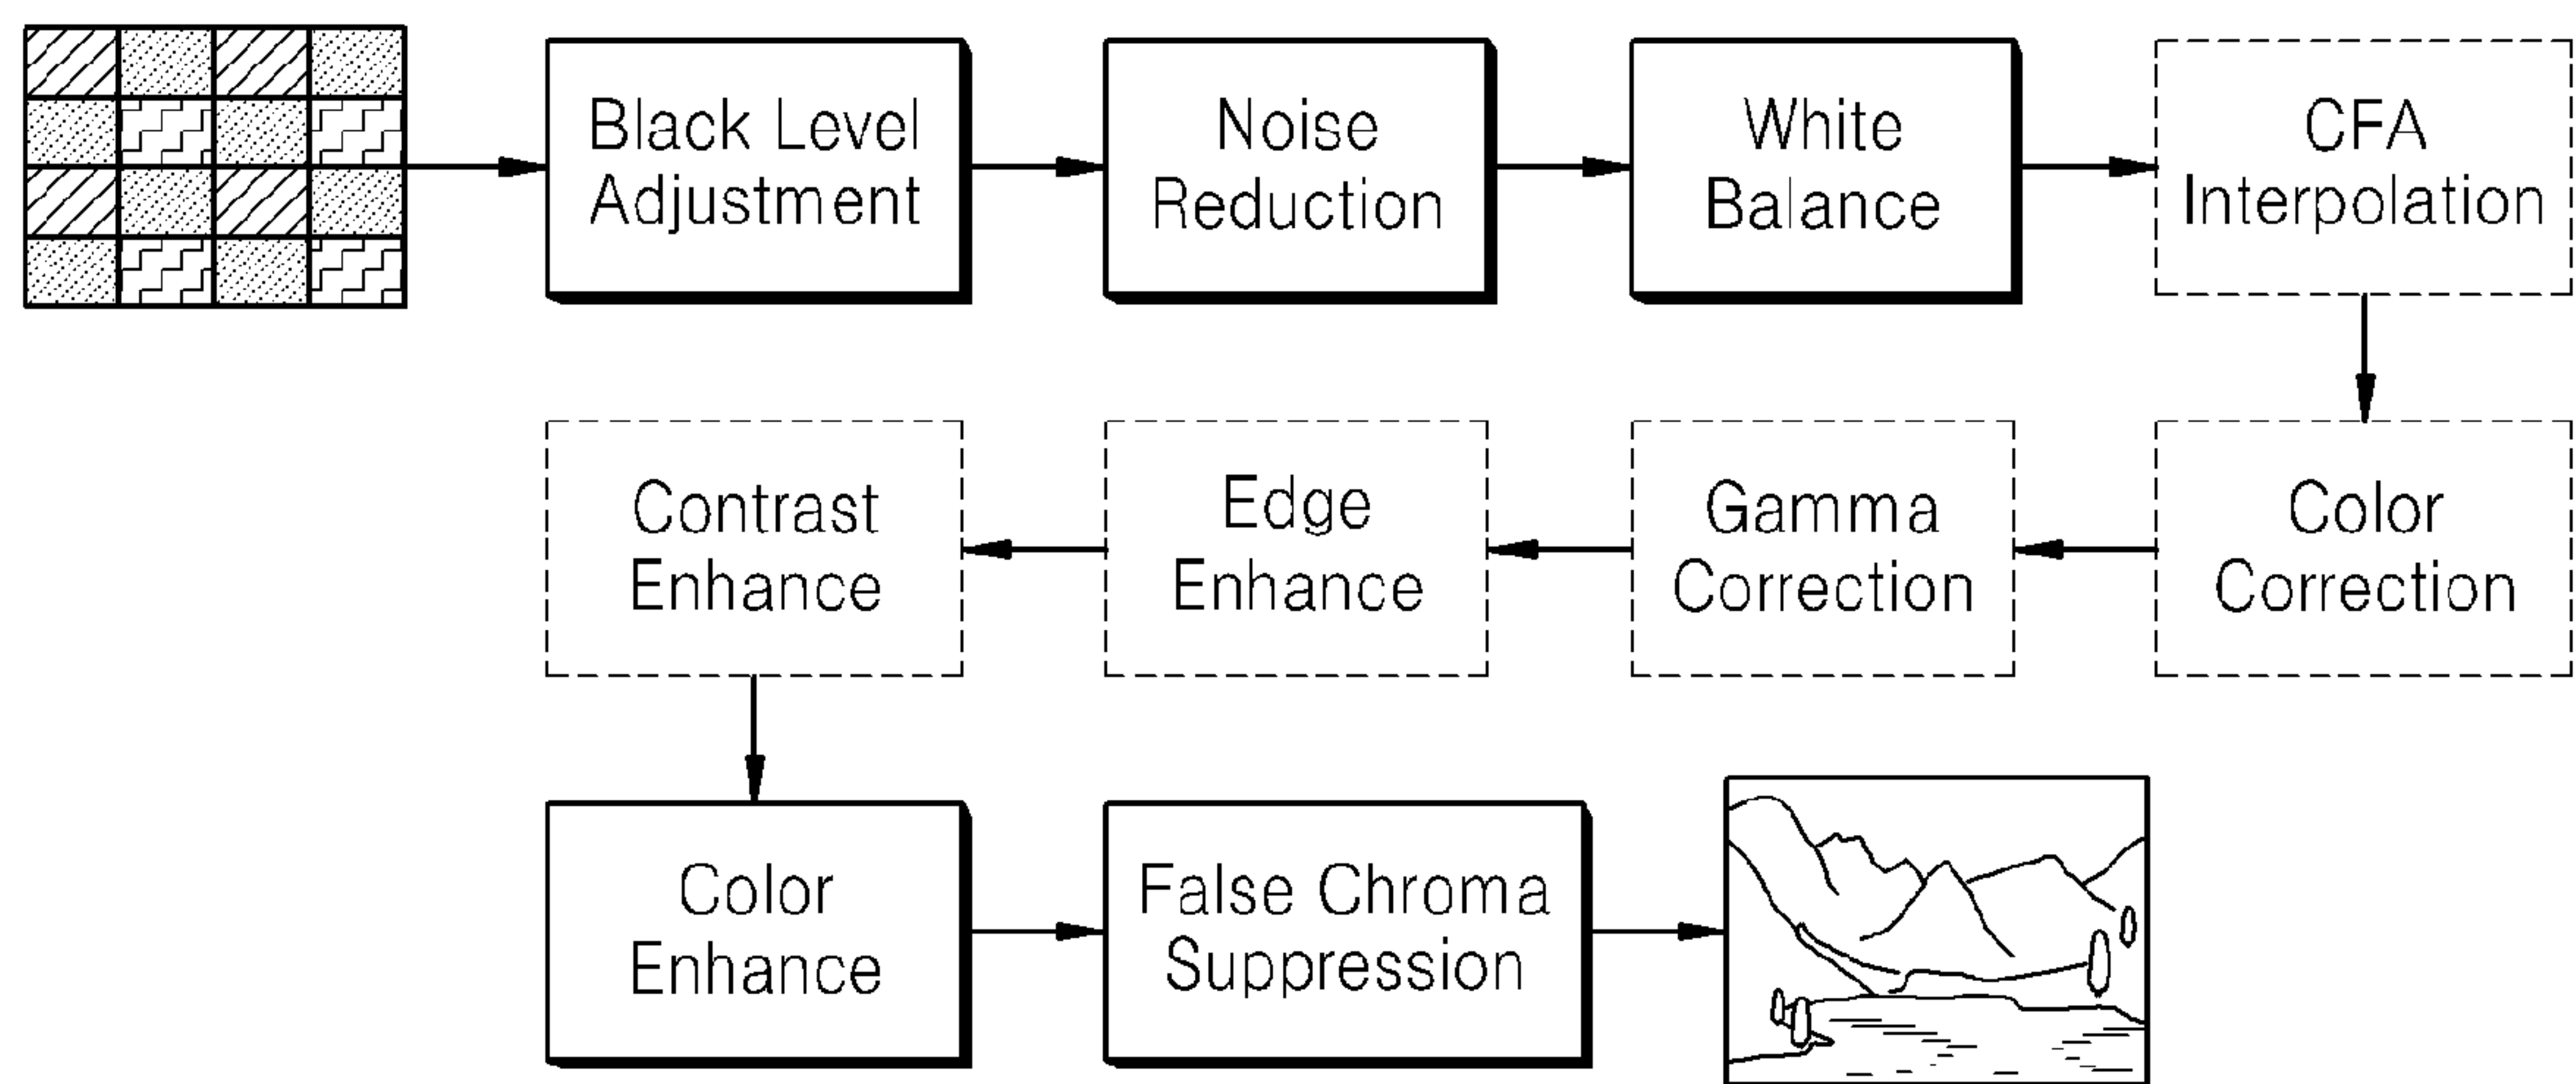 Black Level
Adjustment
Noise
Reduction
White
Balance
CFA
Interpolation
Color
Correction
Gamma
Correction
Edge
Enhance
Contrast
Enhance
Color
Enhance
False Chroma
Suppression